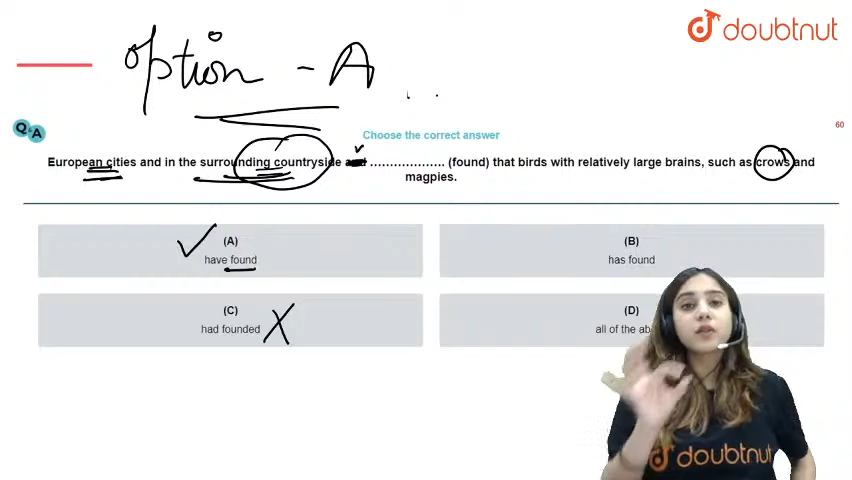 doubtnut
option - A
Q&A
60
Choose the correct answer
European cities and in the surrounding countryside and ................... (found) that birds with relatively large brains, such as crows and
magpies.
(A)
have found
(B)
has found
(C)
had founded
(D)
all of the ab
doubtnut